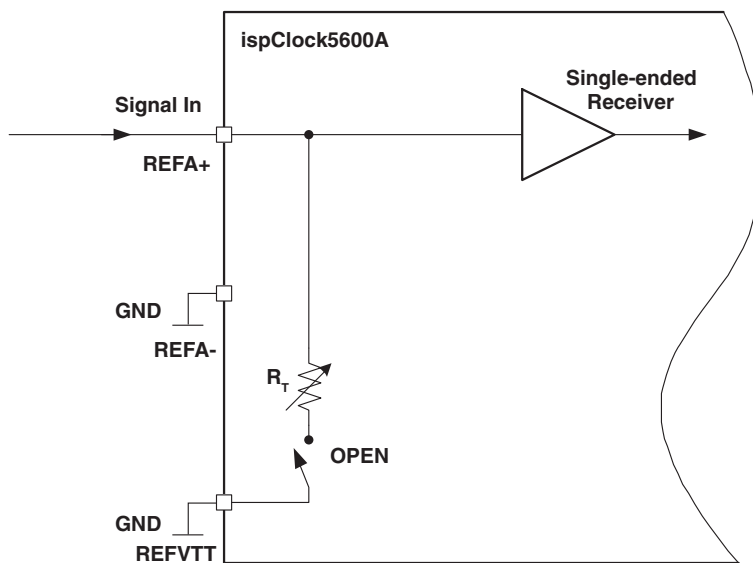 ispClock5600A
Single-ended
Receiver
Signal In
REFA+
GND
REFA-
RT
OPEN
GND
REFVTT